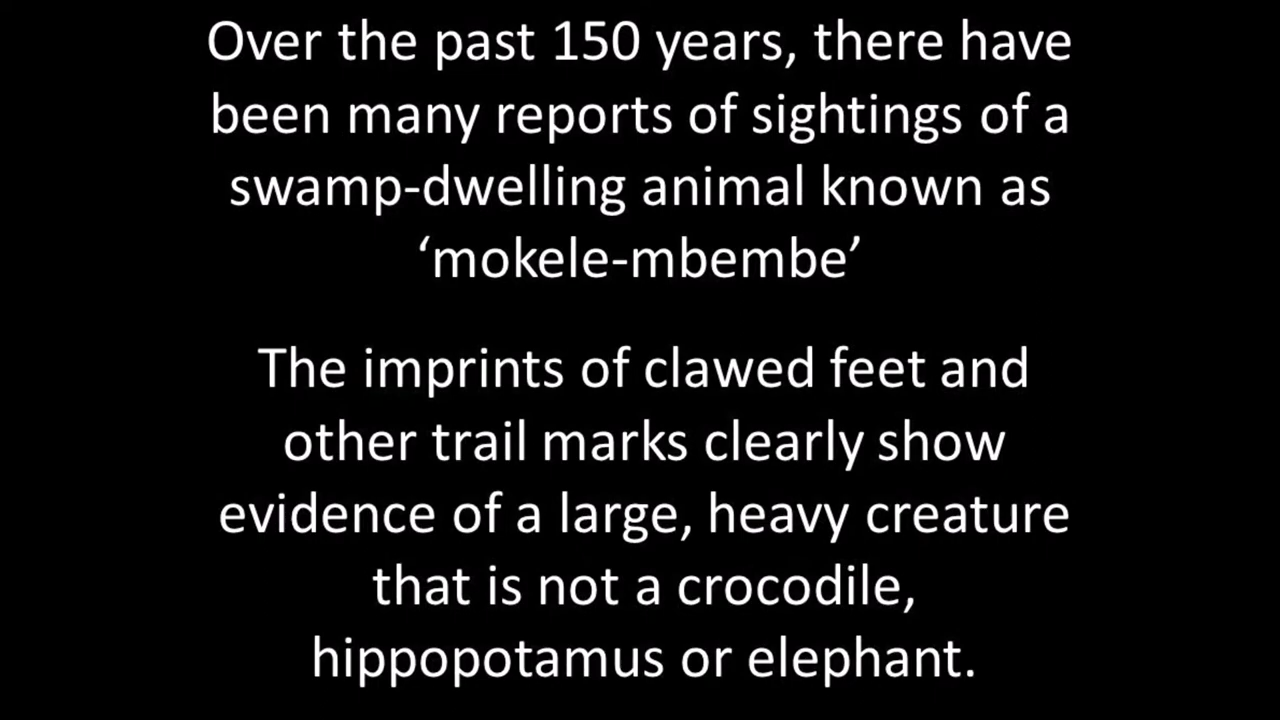 Over the past 150 years, there have
been many reports of sightings of a
swamp-dwelling animal known as
‘mokele-mbembe’
The imprints of clawed feet and
other trail marks clearly show
evidence of a large, heavy creature
that is not a crocodile,
hippopotamus or elephant.